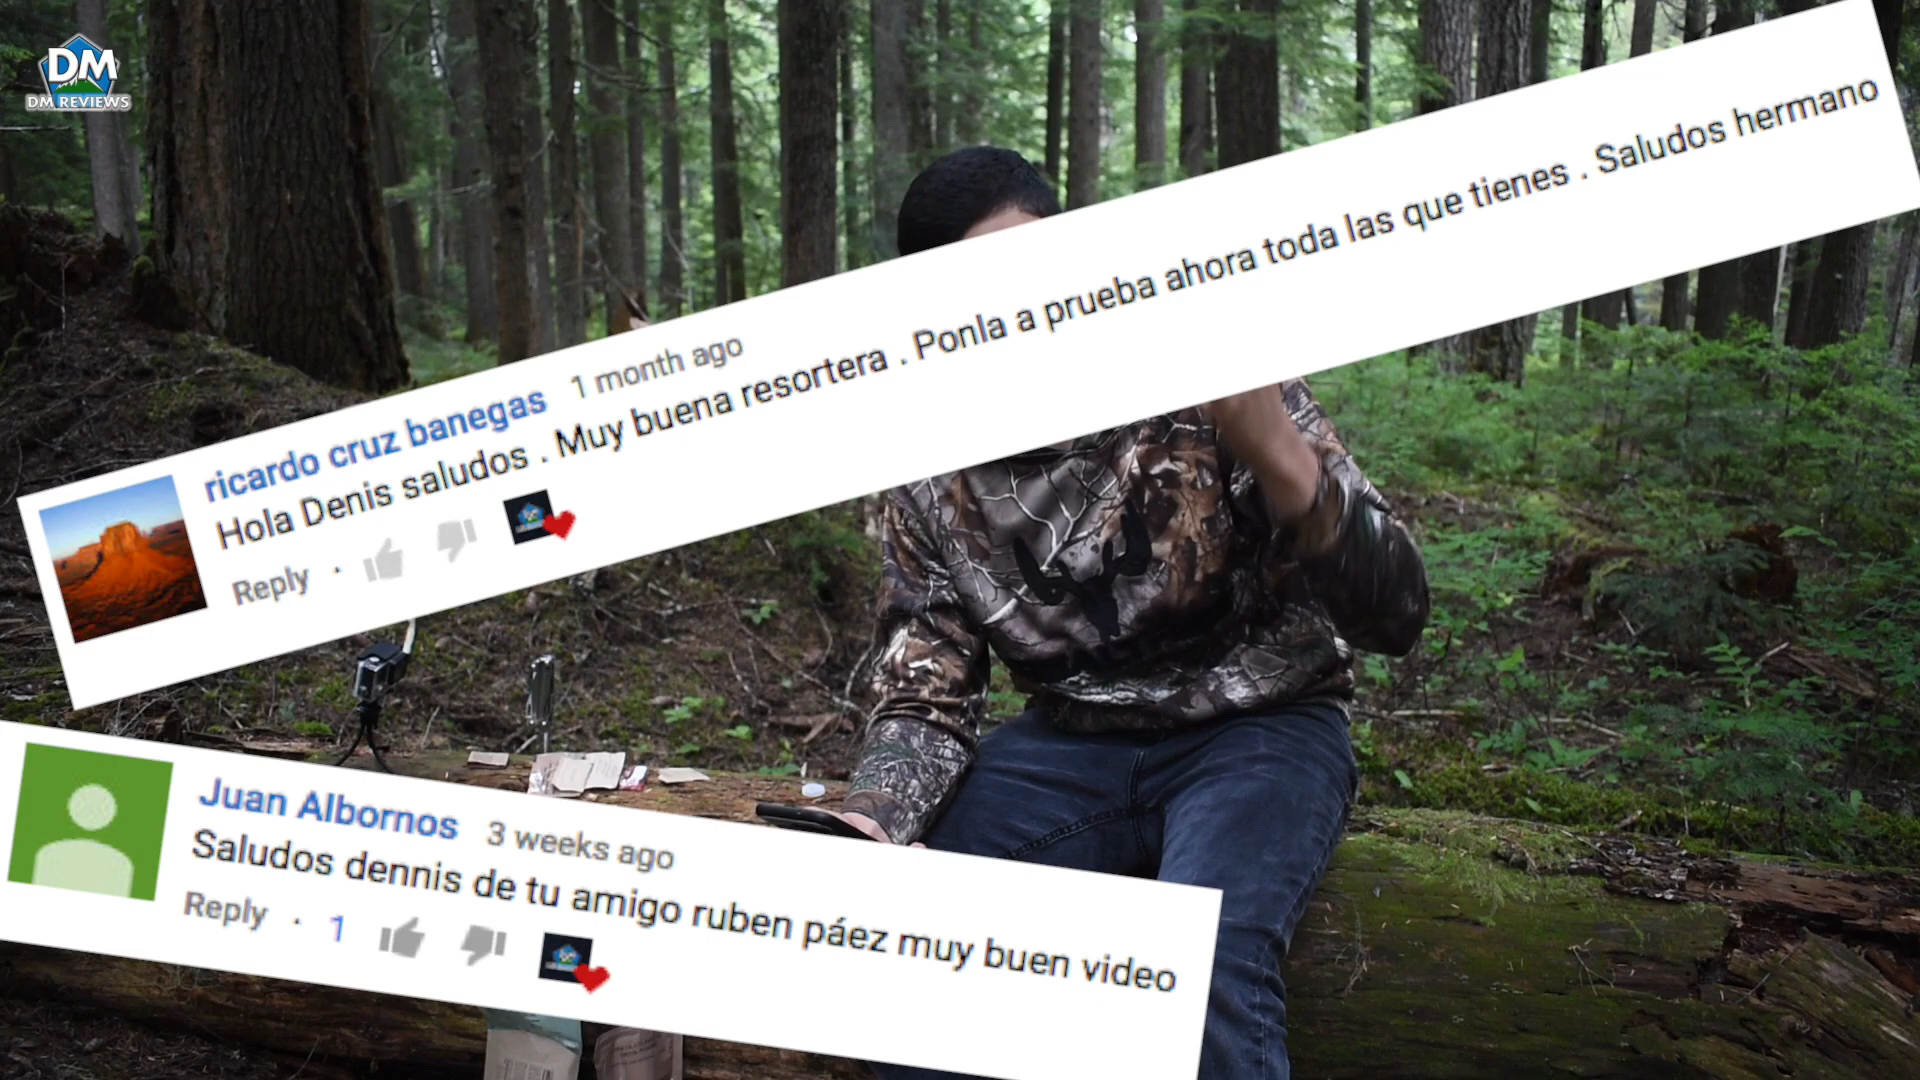 DM
DM REVIEWS
ricardo cruz banegas 1 month ago
Hola Denis saludos . Muy buena resortera . Ponla a prueba ahora toda las que tienes . Saludos hermano
Reply ·
Juan Albornos 3 weeks ago
Saludos dennis de tu amigo ruben páez muy buen video
Reply · 1